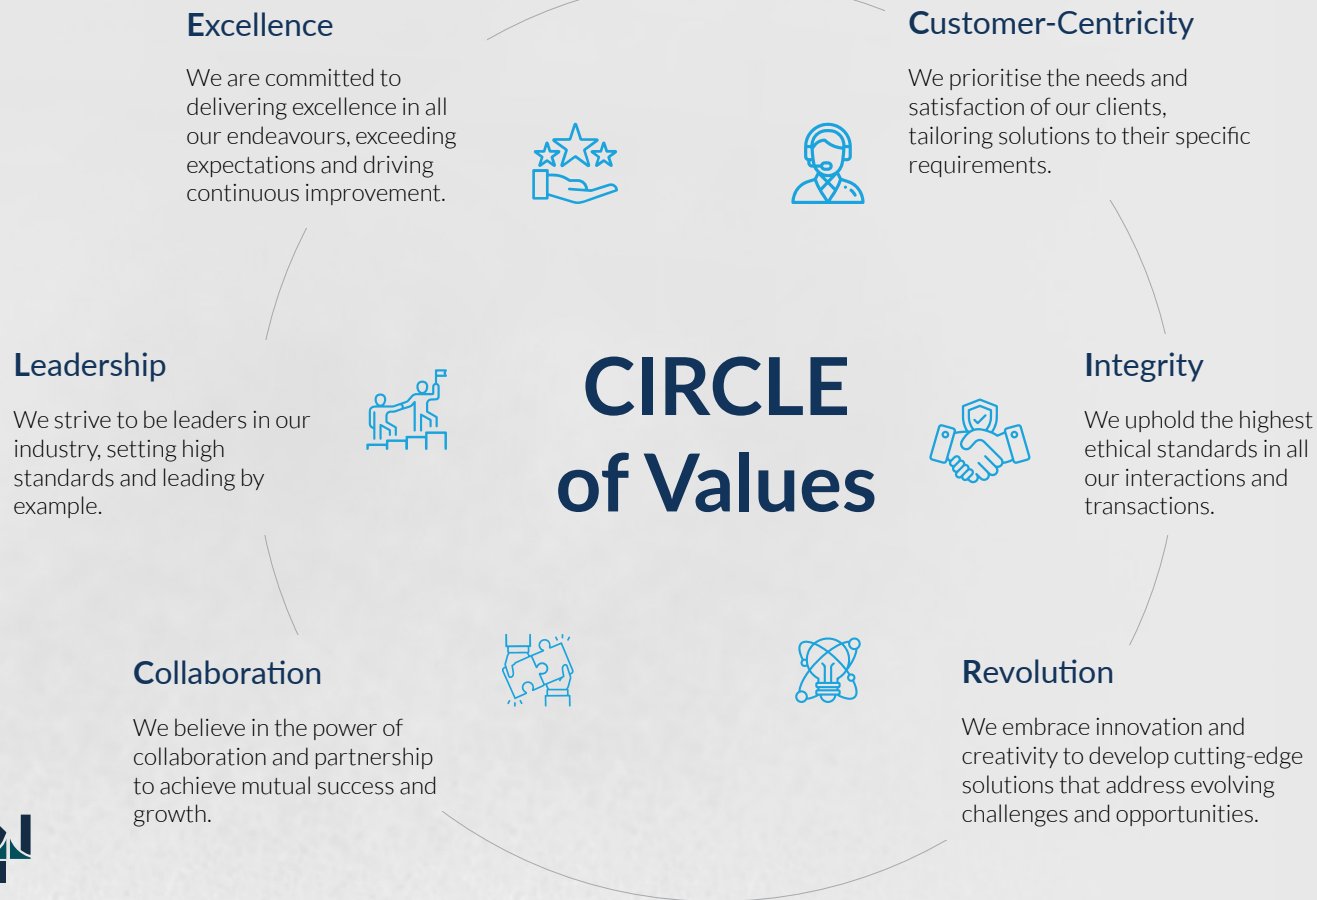 Excellence
We are committed to
delivering excellence in all
our endeavours, exceeding
expectations and driving
continuous improvement.
Customer-Centricity
We prioritise the needs and
satisfaction of our clients,
tailoring solutions to their specific
requirements.
Leadership
We strive to be leaders in our
industry, setting high
standards and leading by
example.
CIRCLE
of Values
Integrity
We uphold the highest
ethical standards in all
our interactions and
transactions.
Collaboration
We believe in the power of
collaboration and partnership
to achieve mutual success and
growth.
Revolution
We embrace innovation and
creativity to develop cutting-edge
solutions that address evolving
challenges and opportunities.